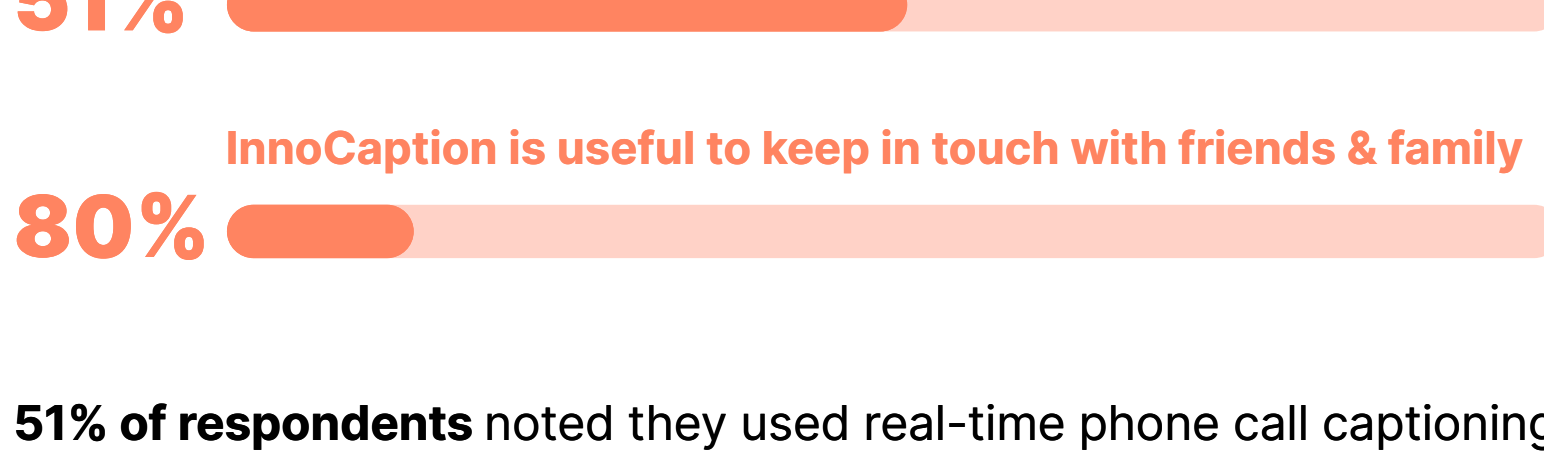 51%
InnoCaption is useful to keep in touch with friends & family
80%
51% of respondents noted they used real-time phone call captioning